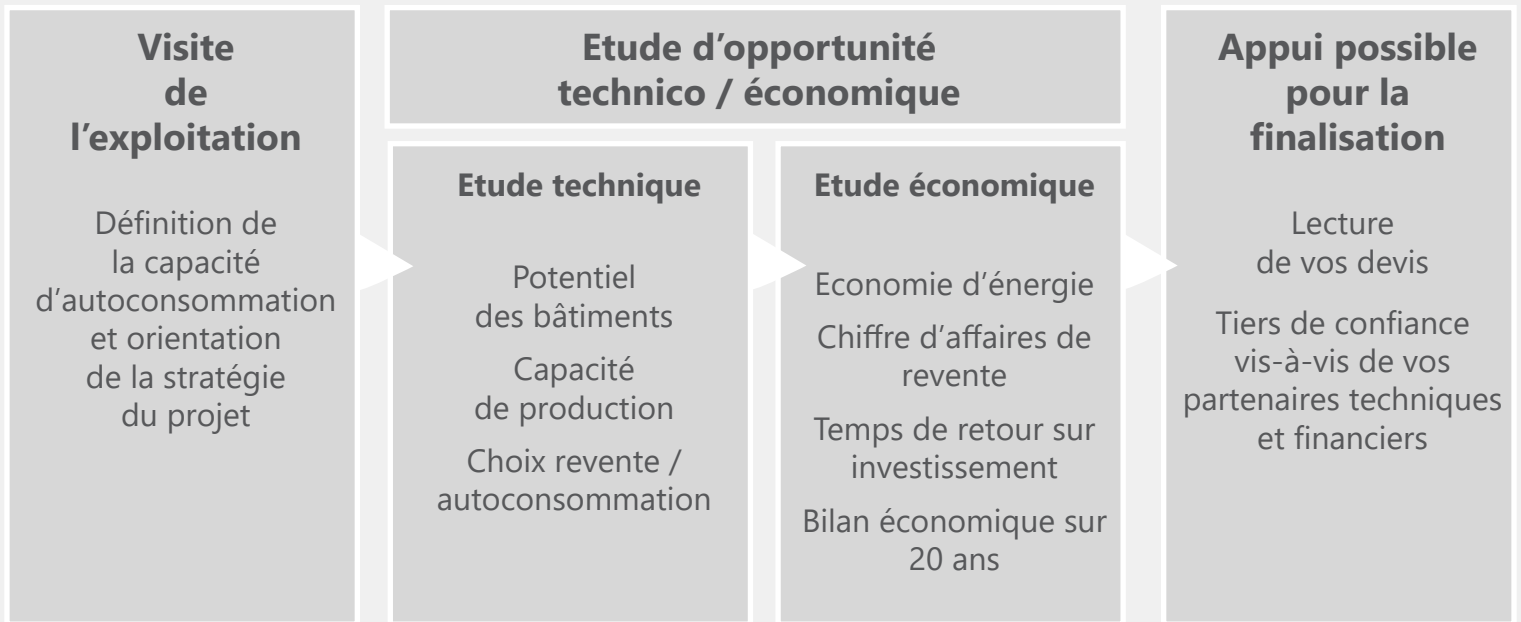 Visite
de
l’exploitation
Définition de
la capacité
d’autoconsommation
et orientation
de la stratégie
du projet
Etude d’opportunité
technico / économique
Etude technique
Potentiel
des bâtiments
Capacité
de production
Choix revente /
autoconsommation
Etude économique
Economie d’énergie
Chiffre d’affaires de
revente
Temps de retour sur
investissement
Bilan économique sur
20 ans
Appui possible
pour la
finalisation
Lecture
de vos devis
Tiers de confiance
vis-à-vis de vos
partenaires techniques
et financiers